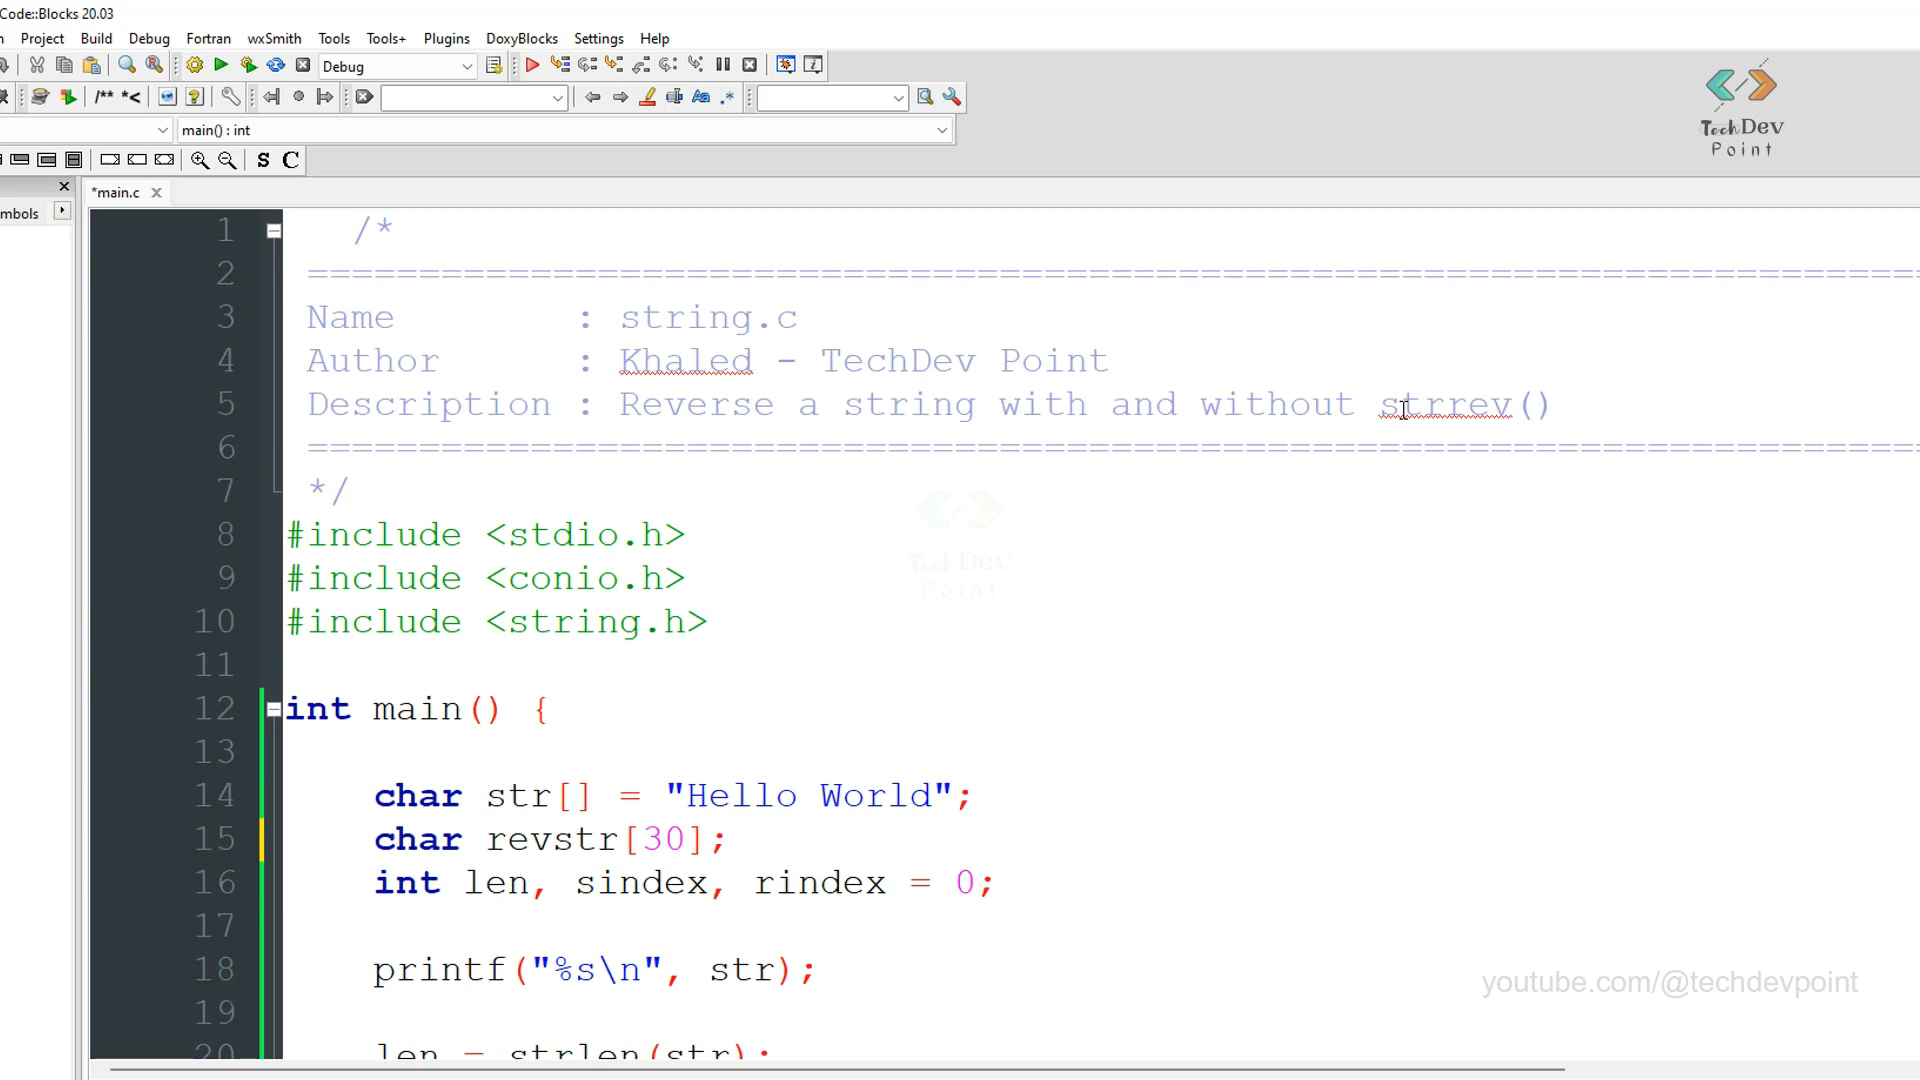 Code::Blocks 20.03
Project Build Debug Fortran wxSmith Tools Tools+ Plugins DoxyBlocks Settings Help
Debug
/** *<
Aa .*
main() : int
S C
TechDev
Point
*main.c
mbols
1 /*
2 ==========================================================================
3 Name : string.c
4 Author : Khaled - TechDev Point
5 Description : Reverse a string with and without strrev()
6 ==========================================================================
7 */
8 #include <stdio.h>
9 #include <conio.h>
10 #include <string.h>
11
12 int main() {
13
14 char str[] = "Hello World";
15 char revstr[30];
16 int len, sindex, rindex = 0;
17
18 printf("%s\n", str);
19
20 len = strlen(str);
TechDev
Point
youtube.com/@techdevpoint